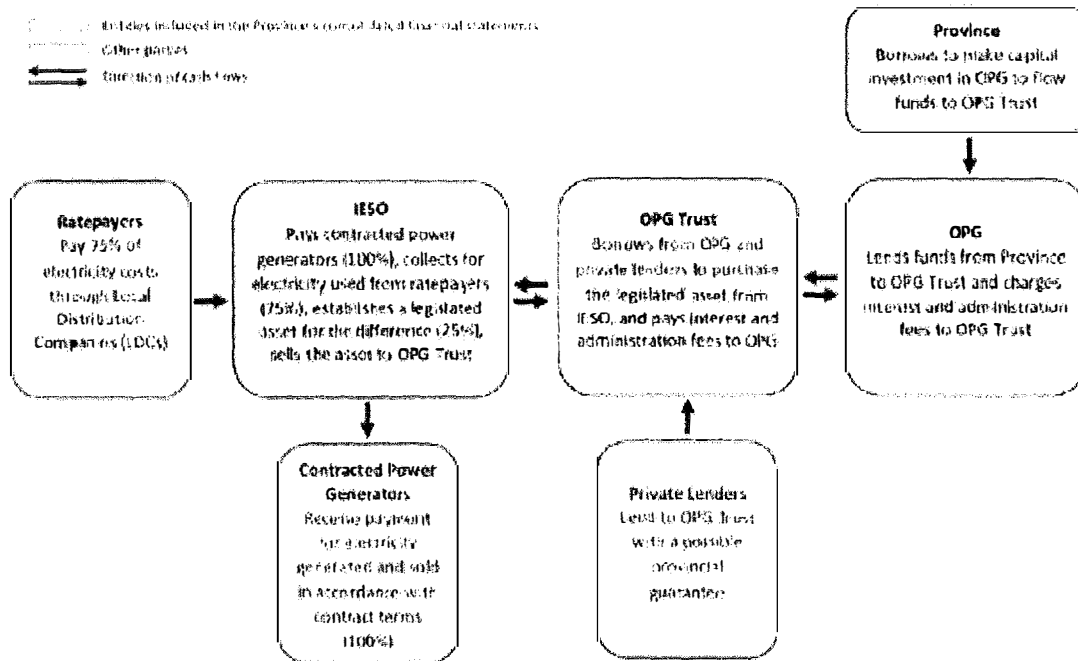 Entities included in the Province's consolidated financial statements
Other parties
Direction of cash flows
Province
Borrows to make capital
investment in OPG to flow
funds to OPG Trust
Ratepayers
Pay 75% of
electricity costs
through Local
Distribution
Companies (LDCs)
IESO
Pays contracted power
generators (100%), collects for
electricity used from ratepayers
(75%), establishes a legislated
asset for the difference (25%),
sells the asset to OPG Trust
OPG Trust
Borrows from OPG and
private lenders to purchase
the legislated asset from
IESO, and pays interest and
administration fees to OPG
OPG
Lends funds from Province
to OPG Trust and charges
interest and administration
fees to OPG Trust
Contracted Power
Generators
Receive payment
for electricity
generated and sold
in accordance with
contract terms
(100%)
Private Lenders
Lend to OPG Trust
with a possible
provincial
guarantee